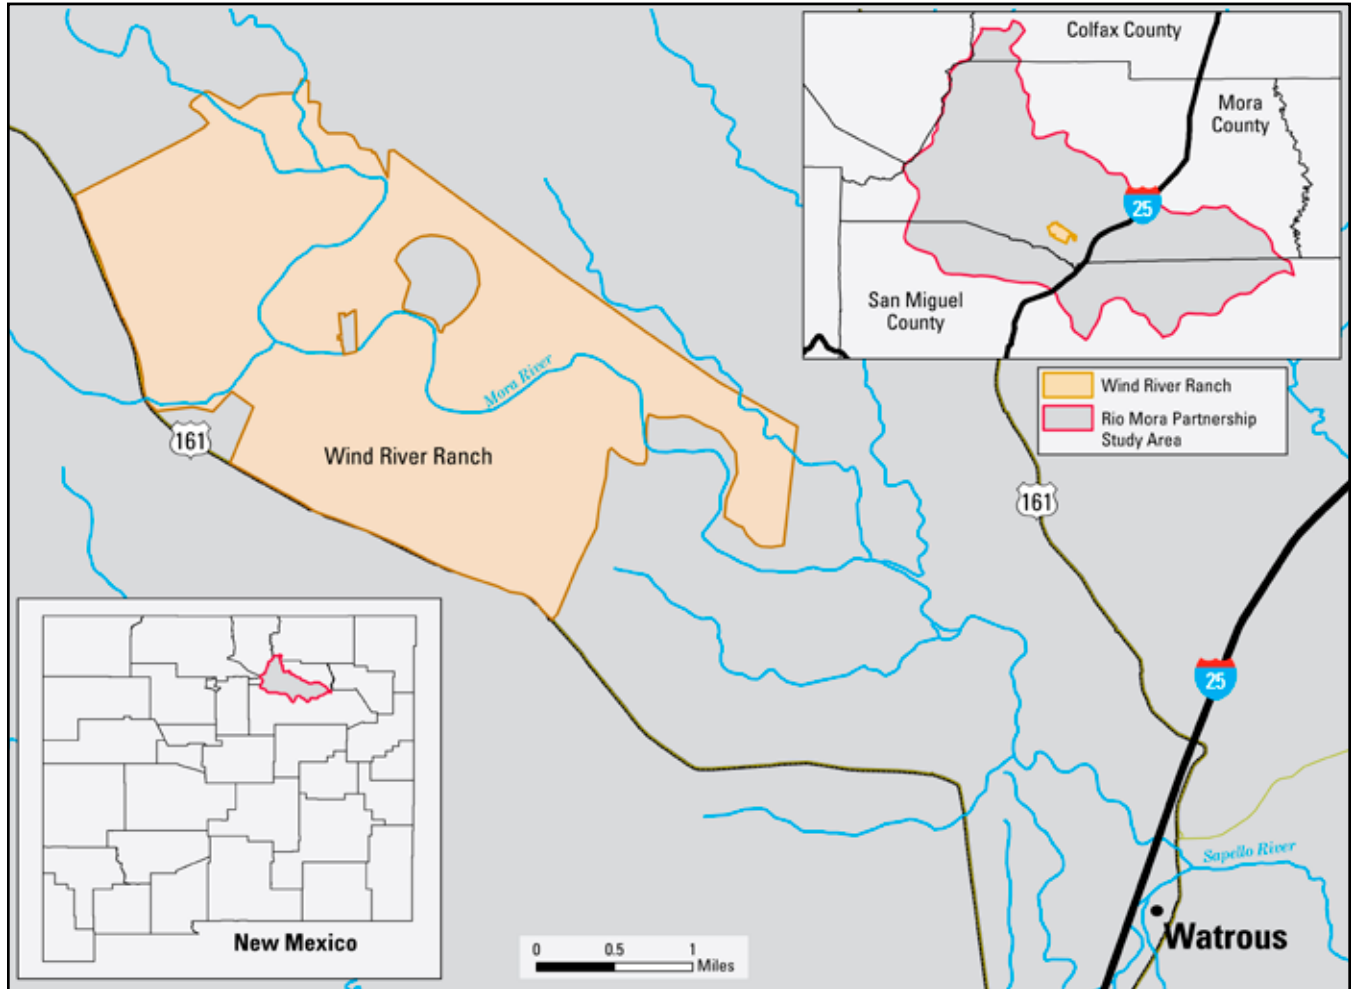 Colfax County
Mora
County
25
San Miguel
County
Wind River Ranch
Rio Mora Partnership
Study Area
Mora River
161
Wind River Ranch
161
25
Sapello River
Watrous
New Mexico
0 0.5 1
Miles